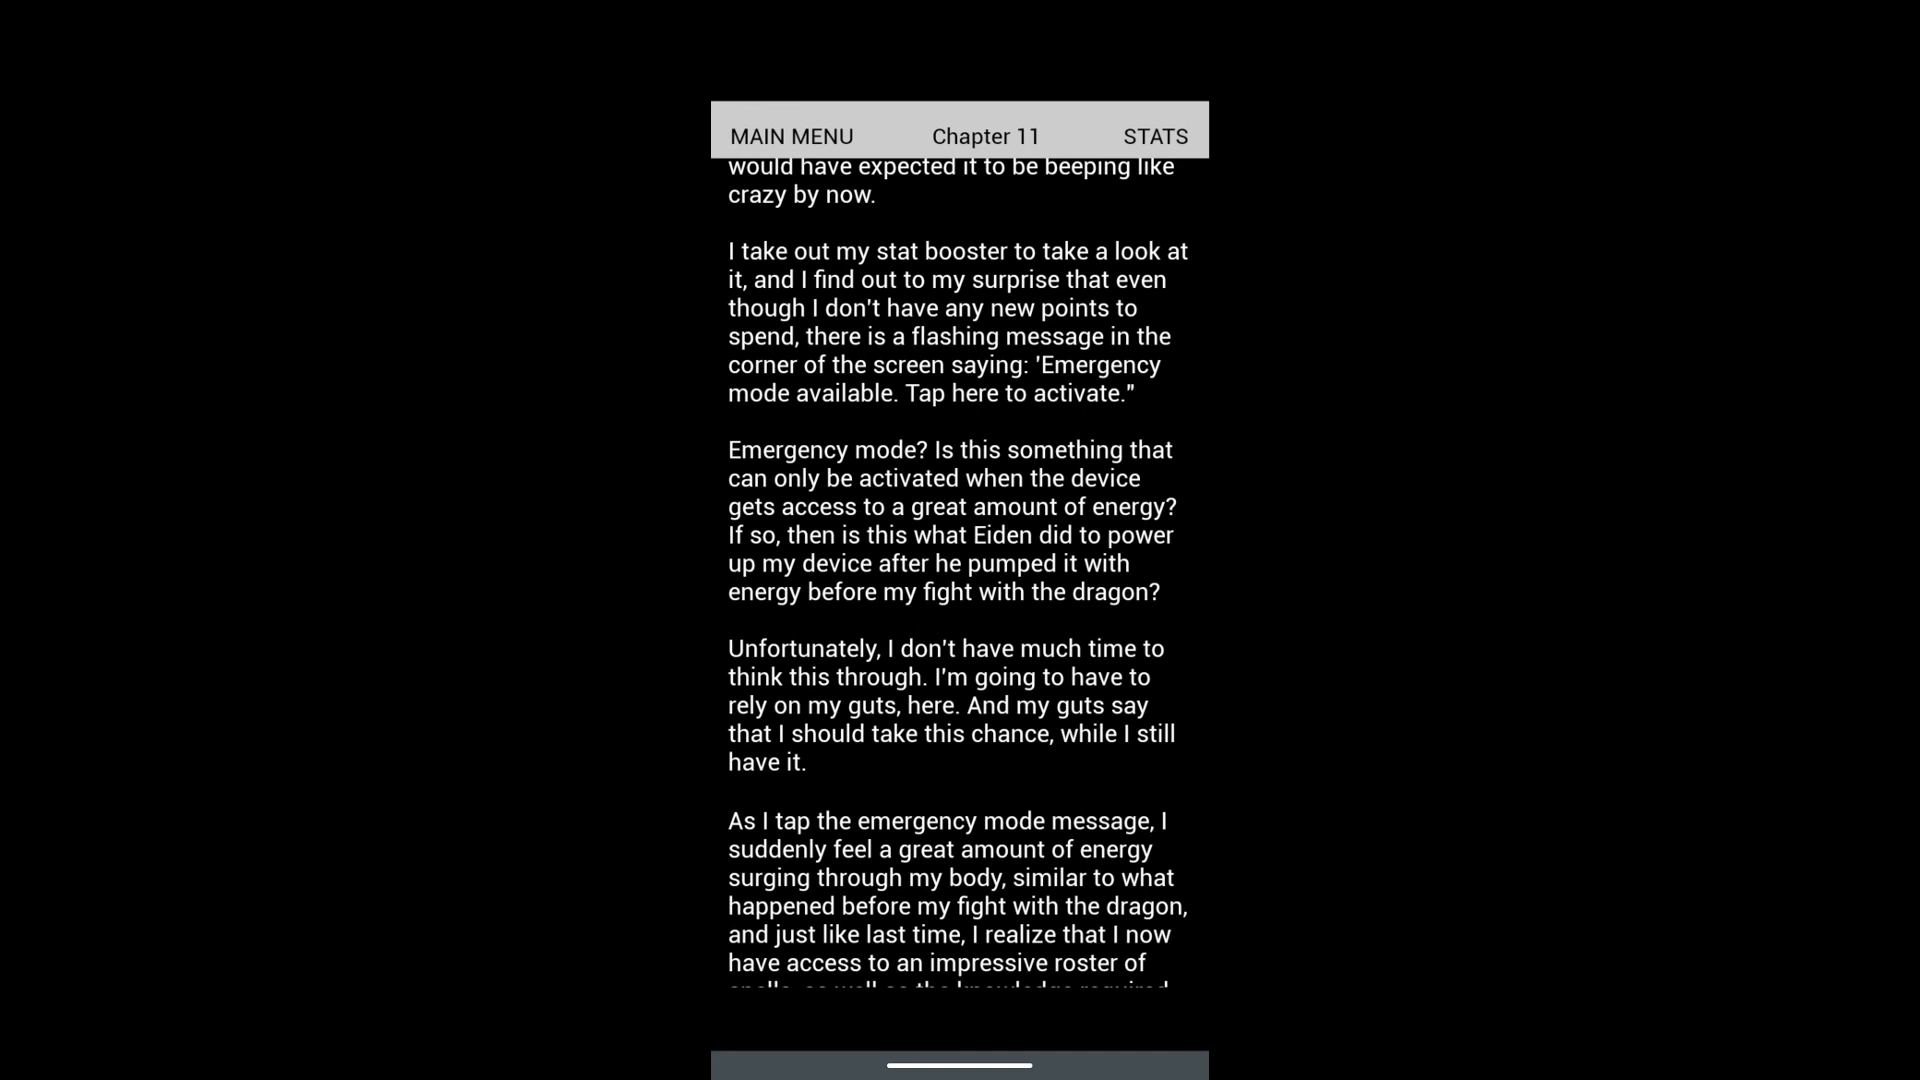 MAIN MENU Chapter 11 STATS
would have expected it to be beeping like
crazy by now.
I take out my stat booster to take a look at
it, and I find out to my surprise that even
though I don't have any new points to
spend, there is a flashing message in the
corner of the screen saying: 'Emergency
mode available. Tap here to activate."
Emergency mode? Is this something that
can only be activated when the device
gets access to a great amount of energy?
If so, then is this what Eiden did to power
up my device after he pumped it with
energy before my fight with the dragon?
Unfortunately, I don't have much time to
think this through. I'm going to have to
rely on my guts, here. And my guts say
that I should take this chance, while I still
have it.
As I tap the emergency mode message, I
suddenly feel a great amount of energy
surging through my body, similar to what
happened before my fight with the dragon,
and just like last time, I realize that I now
have access to an impressive roster of
spells, as well as the knowledge required